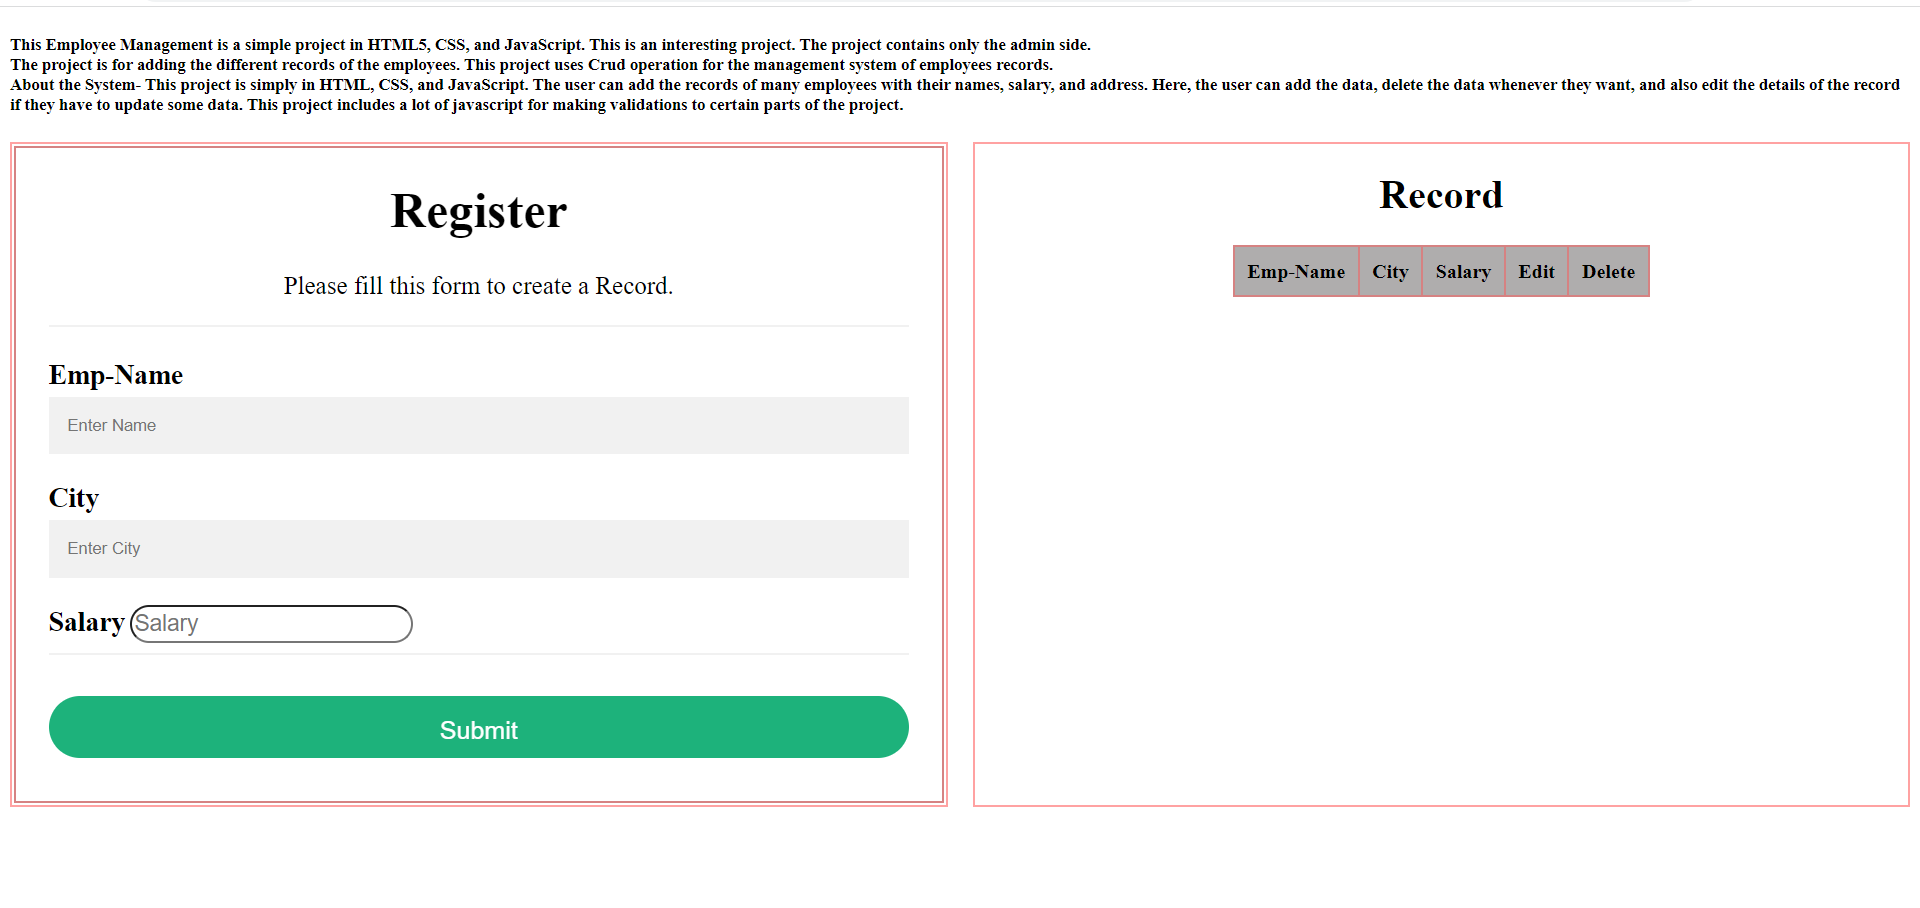 This Employee Management is a simple project in HTML5, CSS, and JavaScript. This is an interesting project. The project contains only the admin side.
The project is for adding the different records of the employees. This project uses Crud operation for the management system of employees records.
About the System- This project is simply in HTML, CSS, and JavaScript. The user can add the records of many employees with their names, salary, and address. Here, the user can add the data, delete the data whenever they want, and also edit the details of the record
if they have to update some data. This project includes a lot of javascript for making validations to certain parts of the project.
Register
Please fill this form to create a Record.
Emp-Name
Enter Name
City
Enter City
Salary Salary
Submit
Record
Emp-Name City Salary Edit Delete